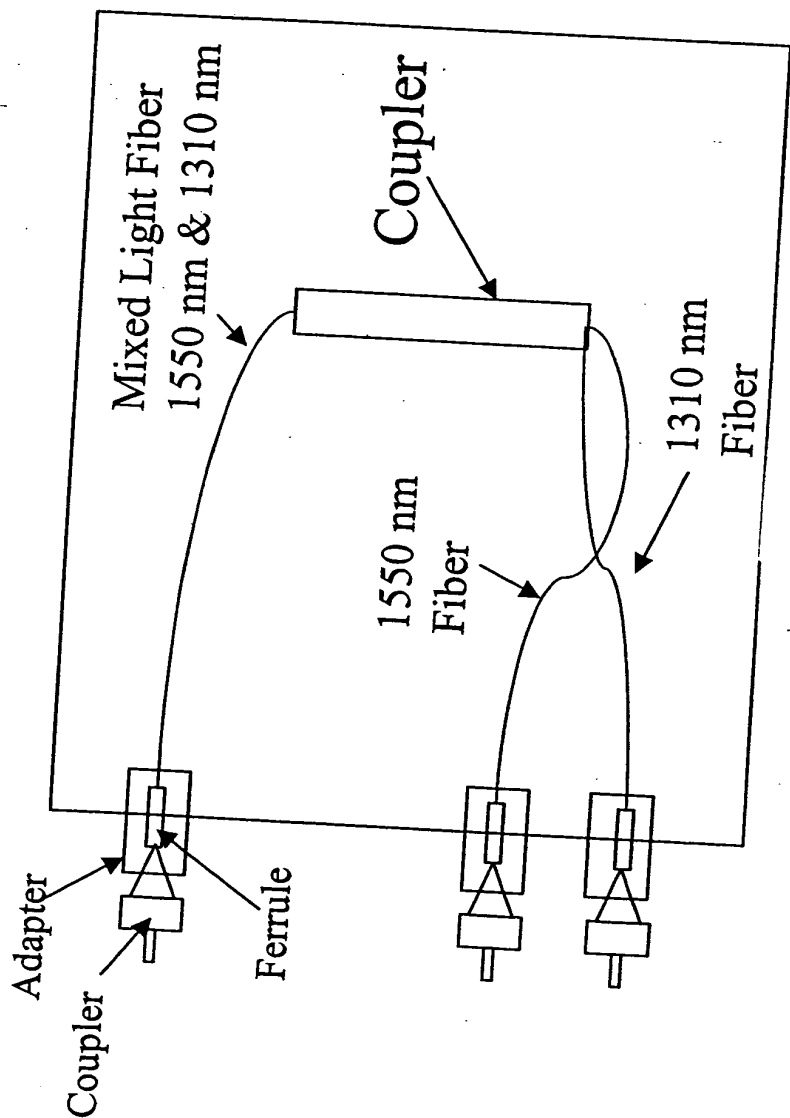 Mixed Light Fiber
1550 nm & 1310 nm
Coupler
1550 nm
Fiber
1310 nm
Fiber
Adapter
Coupler
Ferrule